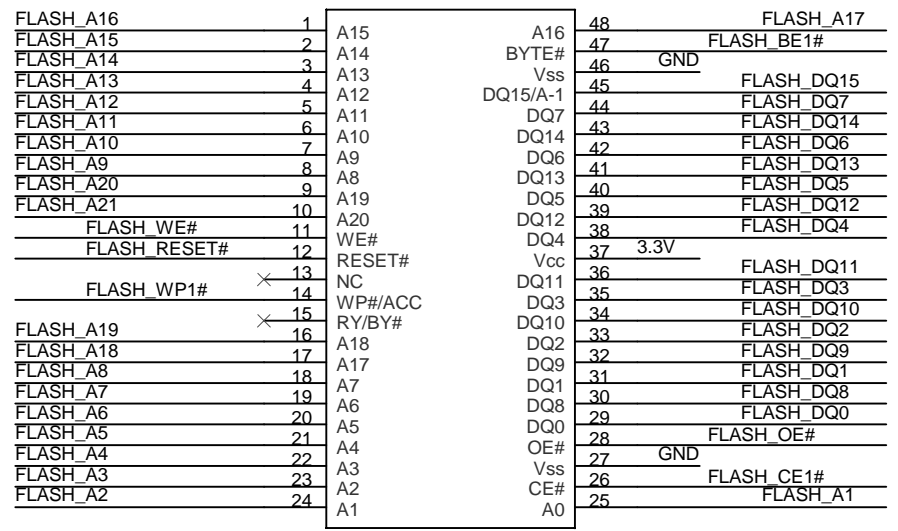 FLASH_A16 1 A15 A16 48 FLASH_A17
FLASH_A15 2 A14 BYTE# 47 FLASH_BE1#
FLASH_A14 3 A13 Vss 46 GND
FLASH_A13 4 A12 DQ15/A-1 45 FLASH_DQ15
FLASH_A12 5 A11 DQ7 44 FLASH_DQ7
FLASH_A11 6 A10 DQ14 43 FLASH_DQ14
FLASH_A10 7 A9 DQ6 42 FLASH_DQ6
FLASH_A9 8 A8 DQ13 41 FLASH_DQ13
FLASH_A20 9 A19 DQ5 40 FLASH_DQ5
FLASH_A21 10 A20 DQ12 39 FLASH_DQ12
FLASH_WE# 11 WE# DQ4 38 FLASH_DQ4
FLASH_RESET# 12 RESET# Vcc 37 3.3V
13 NC DQ11 36 FLASH_DQ11
FLASH_WP1# 14 WP#/ACC DQ3 35 FLASH_DQ3
15 RY/BY# DQ10 34 FLASH_DQ10
FLASH_A19 16 A18 DQ2 33 FLASH_DQ2
FLASH_A18 17 A17 DQ9 32 FLASH_DQ9
FLASH_A8 18 A7 DQ1 31 FLASH_DQ1
FLASH_A7 19 A6 DQ8 30 FLASH_DQ8
FLASH_A6 20 A5 DQ0 29 FLASH_DQ0
FLASH_A5 21 A4 OE# 28 FLASH_OE#
FLASH_A4 22 A3 Vss 27 GND
FLASH_A3 23 A2 CE# 26 FLASH_CE1#
FLASH_A2 24 A1 A0 25 FLASH_A1